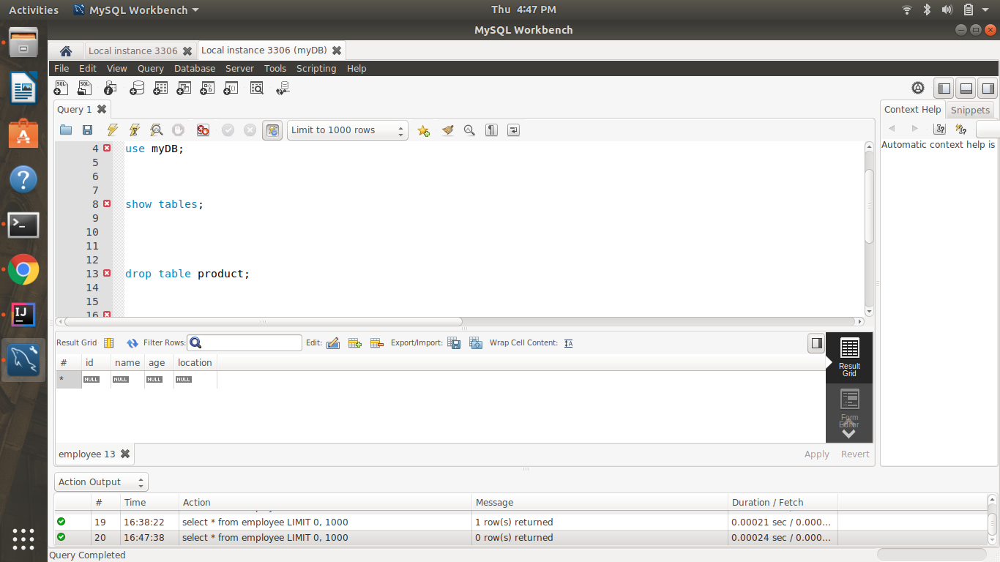 Activities MySQL Workbench Thu 4:47 PM
MySQL Workbench
Local instance 3306 Local instance 3306 (myDB)
File Edit View Query Database Server Tools Scripting Help
Query 1
Context Help Snippets
Limit to 1000 rows
Automatic context help is
4 use myDB;
5
6
7
8 show tables;
9
10
11
12
13 drop table product;
14
15
16
Result Grid Filter Rows: Edit: Export/Import: Wrap Cell Content:
# id name age location
* NULL NULL NULL NULL
Result
Grid
Form
Editor
employee 13
Apply Revert
Action Output
# Time Action Message Duration / Fetch
19 16:38:22 select * from employee LIMIT 0, 1000 1 row(s) returned 0.00021 sec / 0.000...
20 16:47:38 select * from employee LIMIT 0, 1000 0 row(s) returned 0.00024 sec / 0.000...
Query Completed